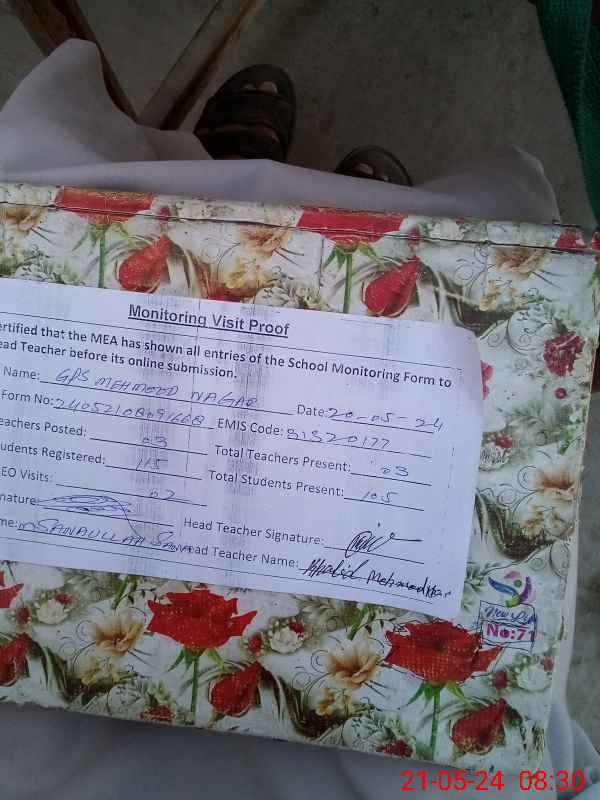 Monitoring Visit Proof
ertified that the MEA has shown all entries of the School Monitoring Form to
ead Teacher before its online submission.
Name: GPS MEHMOOD NAGAR Date: 20-05-24
Form No: EMIS Code: 31320177
eachers Posted: 03 Total Teachers Present: 03
tudents Registered: 115 Total Students Present: 105
EO Visits: 02
gnature: Head Teacher Signature:
me: SANAULLAH ead Teacher Name: Khalid
No:71
21-05-24 08:30